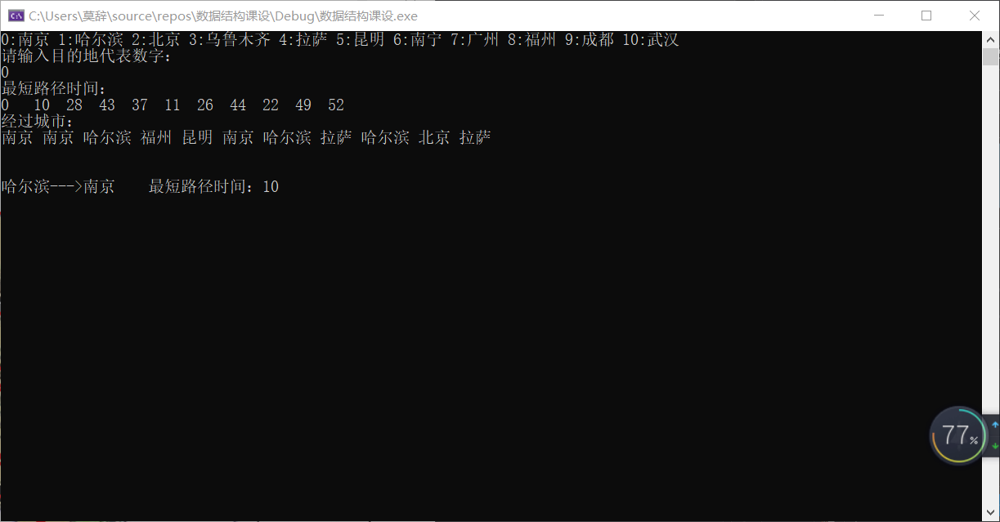 C:\Users\莫辞\source\repos\数据结构课设\Debug\数据结构课设.exe
0:南京 1:哈尔滨 2:北京 3:乌鲁木齐 4:拉萨 5:昆明 6:南宁 7:广州 8:福州 9:成都 10:武汉
请输入目的地代表数字:
0
最短路径时间:
0 10 28 43 37 11 26 44 22 49 52
经过城市:
南京 南京 哈尔滨 福州 昆明 南京 哈尔滨 拉萨 哈尔滨 北京 拉萨
哈尔滨--->南京 最短路径时间: 10
77%